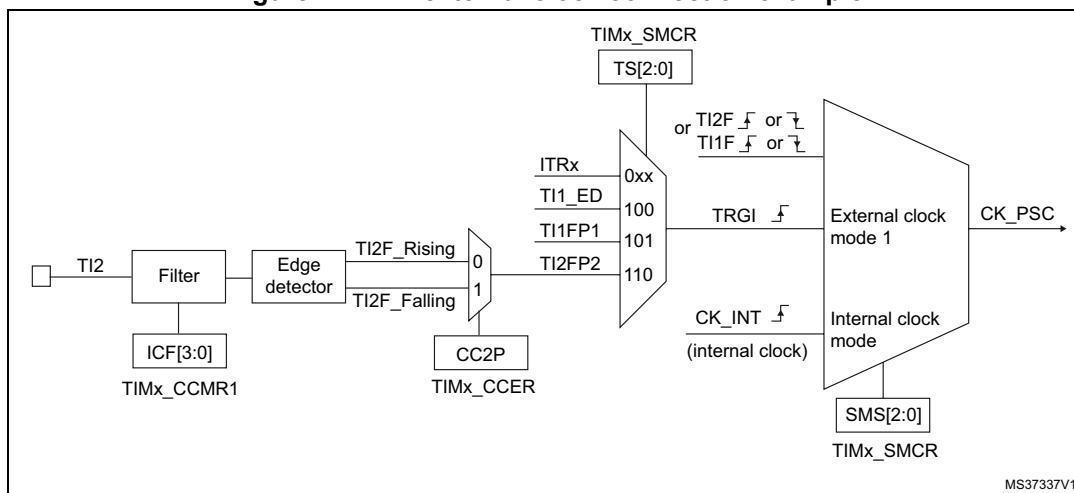 TIMx_SMCR
TS[2:0]
or TI2F or
TI1F or
ITRx
0xx
TI1_ED
100
TI1FP1
101
TI2FP2
110
TRGI
External clock
mode 1
CK_PSC
TI2
Filter
Edge
detector
TI2F_Rising
0
TI2F_Falling
1
ICF[3:0]
TIMx_CCMR1
CC2P
TIMx_CCER
CK_INT
(internal clock)
Internal clock
mode
SMS[2:0]
TIMx_SMCR
MS37337V1